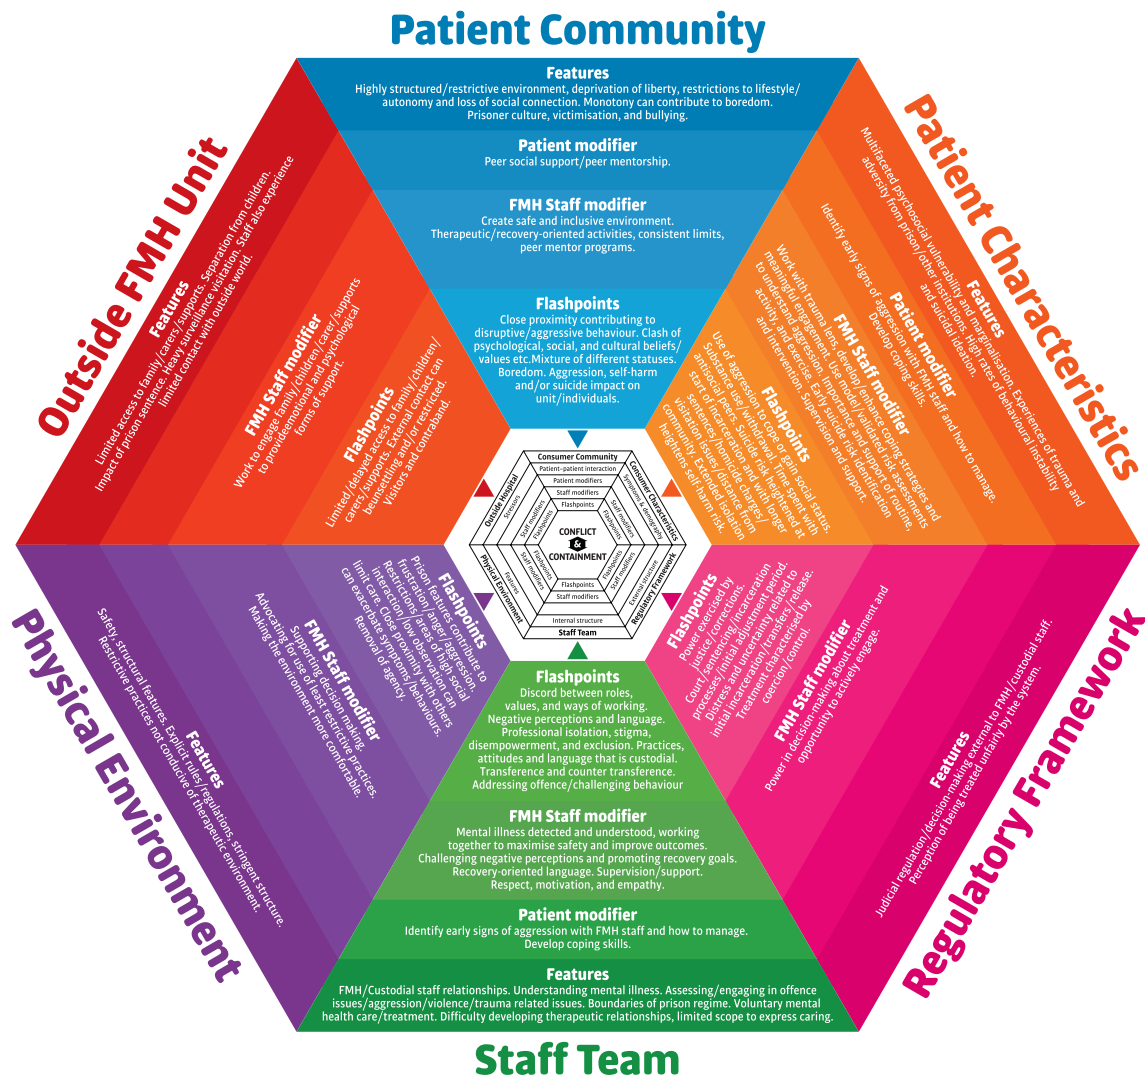 Patient Community
Features
Highly structured/restrictive environment, deprivation of liberty, restrictions to lifestyle/
autonomy and loss of social connection. Monotony can contribute to boredom.
Prisoner culture, victimisation, and bullying.
Patient modifier
Peer social support/peer mentorship.
FMH Staff modifier
Create safe and inclusive environment.
Therapeutic/recovery-oriented activities, consistent limits,
peer mentor programs.
Flashpoints
Close proximity contributing to
disruptive/aggressive behaviour. Clash of
psychological, social, and cultural beliefs/
values etc.Mixture of different statuses.
Boredom. Aggression, self-harm
and/or suicide impact on
unit/individuals.
Patient Characteristics
Features
Multifaceted psychosocial vulnerability and marginalisation. Experiences of trauma and
adversity from prison/other institutions. High rates of behavioural instability
and suicidal ideation.
Patient modifier
Identify early signs of aggression with FMH staff and how to manage.
Develop coping skills.
FMH Staff modifier
Work with trauma lens, develop/enhance coping strategies and
meaningful engagement. Use model/validated risk assessments
to understand aggression. Importance and support of routine,
activity, and exercise. Early suicide risk identification
and intervention. Supervision and support.
Flashpoints
Use of aggression to cope or gain social status.
Substance use/withdrawal. Time spent with
antisocial peers. Suicide risk heightened at
start of incarceration and with longer
sentences/homicide charges/
visitation issues/distance from
community. Extended isolation
heightens self-harm risk.
Regulatory Framework
Flashpoints
Power exercised by
justice/corrections.
Court/sentencing/incarceration
processes/initial adjustment period.
Distress and uncertainty related to
initial incarceration/transfers/release.
Treatment characterised by
coercion/control.
FMH Staff modifier
Power in decision-making about treatment and
opportunity to actively engage.
Features
Judicial regulation/decision-making external to FMH/custodial staff.
Perception of being treated unfairly by the system.
Staff Team
Flashpoints
Discord between roles,
values, and ways of working.
Negative perceptions and language.
Professional isolation, stigma,
disempowerment, and exclusion. Practices,
attitudes and language that is custodial.
Transference and counter transference.
Addressing offence/challenging behaviour
FMH Staff modifier
Mental illness detected and understood, working
together to maximise safety and improve outcomes.
Challenging negative perceptions and promoting recovery goals.
Recovery-oriented language. Supervision/support.
Respect, motivation, and empathy.
Patient modifier
Identify early signs of aggression with FMH staff and how to manage.
Develop coping skills.
Features
FMH/Custodial staff relationships. Understanding mental illness. Assessing/engaging in offence
issues/aggression/violence/trauma related issues. Boundaries of prison regime. Voluntary mental
health care/treatment. Difficulty developing therapeutic relationships, limited scope to express caring.
Physical Environment
Flashpoints
Prison features contribute to
frustration/anger/aggression.
Restrictions/areas of high social
interaction/low observation can
limit care. Close proximity with others
can exacerbate symptoms/behaviours.
Removal of agency.
FMH Staff modifier
Supporting decision making.
Advocating for use of least restrictive practices.
Making the environment more comfortable.
Features
Safety, structural features. Explicit rules/regulations, stringent structure.
Restrictive practices not conducive of therapeutic environment.
Outside FMH Unit
Features
Limited access to family/carers/supports. Separation from children.
Impact of prison sentence. Heavy surveillance visitation. Staff also experience
limited contact with outside world.
FMH Staff modifier
Work to engage family/children/carer/supports
to provideemotional and psychological
forms of support.
Flashpoints
Limited/delayed access to family/children/
carers/supports. External contact can
beunsettling and/or restricted.
Visitors and contraband.
Consumer Community
Patient–patient interaction
Patient modifiers
Staff modifiers
Flashpoints
Consumer Characteristics
Symptoms & demography
Staff modifiers
Flashpoints
Regulatory Framework
External structure
Staff modifiers
Flashpoints
CONFLICT
&
CONTAINMENT
Flashpoints
Staff modifiers
Internal structure
Staff Team
Physical Environment
Features
Staff modifiers
Flashpoints
Outside Hospital
Stressors
Staff modifiers
Flashpoints